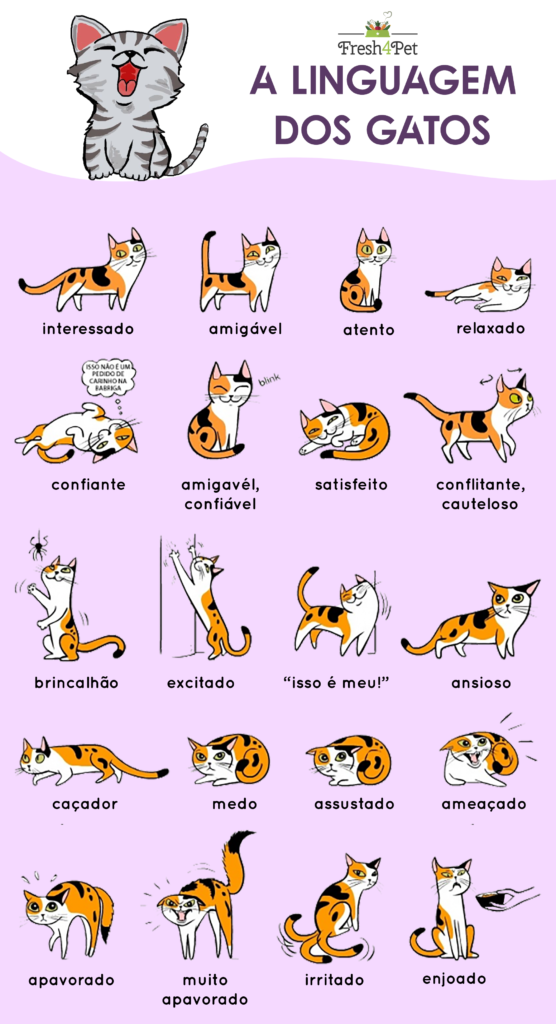 Fresh4Pet
A LINGUAGEM
DOS GATOS
interessado
amigável
atento
relaxado
ISSO NÃO É UM
PEDIDO DE
CARINHO NA
BARRIGA
blink
confiante
amigavél,
confiável
satisfeito
conflitante,
cauteloso
brincalhão
excitado
“isso é meu!”
ansioso
caçador
medo
assustado
ameaçado
apavorado
muito
apavorado
irritado
enjoado